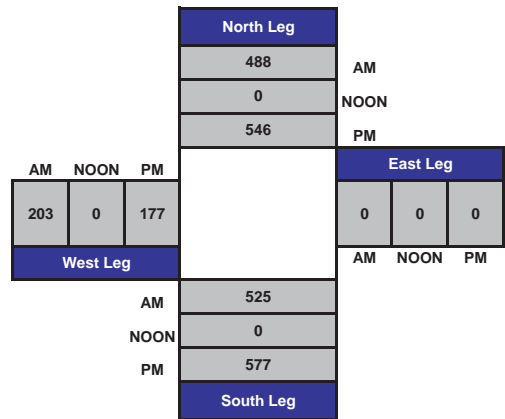 North Leg
488 AM
0 NOON
546 PM
East Leg
AM NOON PM
203 0 177
0 0 0
West Leg
AM NOON PM
AM 525
NOON 0
PM 577
South Leg